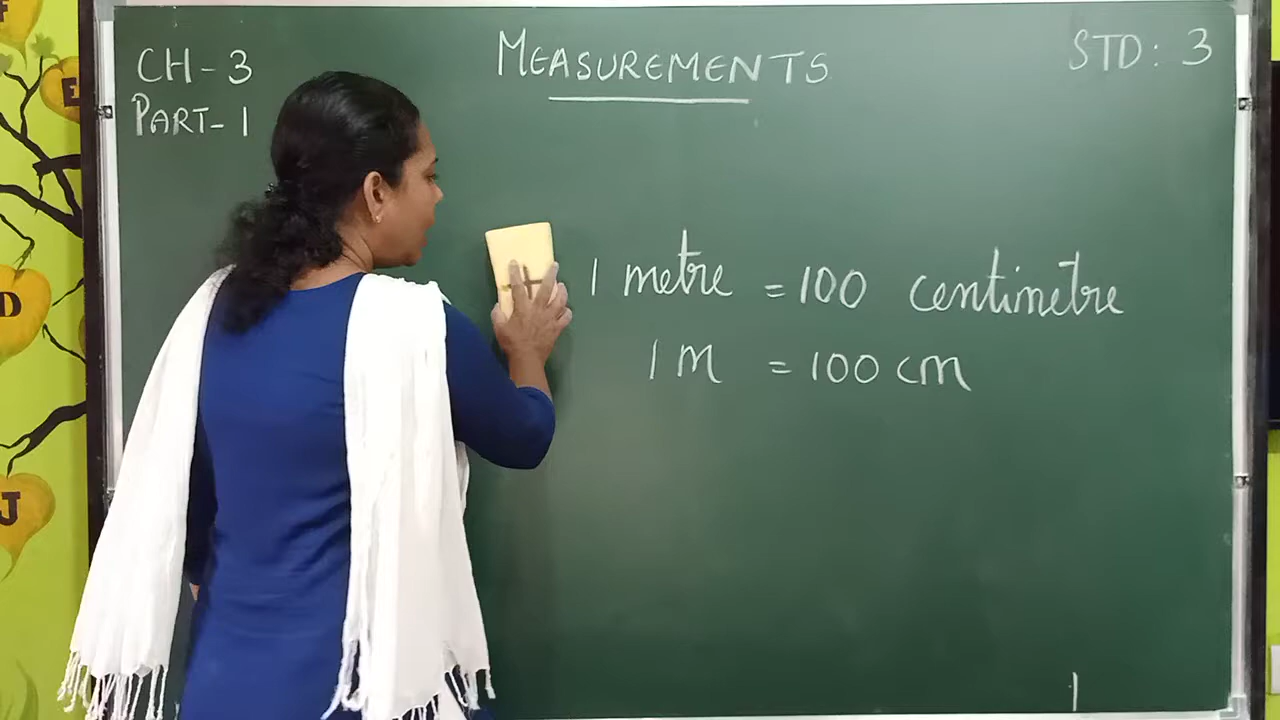 CH - 3
PART - 1
MEASUREMENTS
STD : 3
1 metre = 100 centimetre
1 m = 100 cm
E
D
J